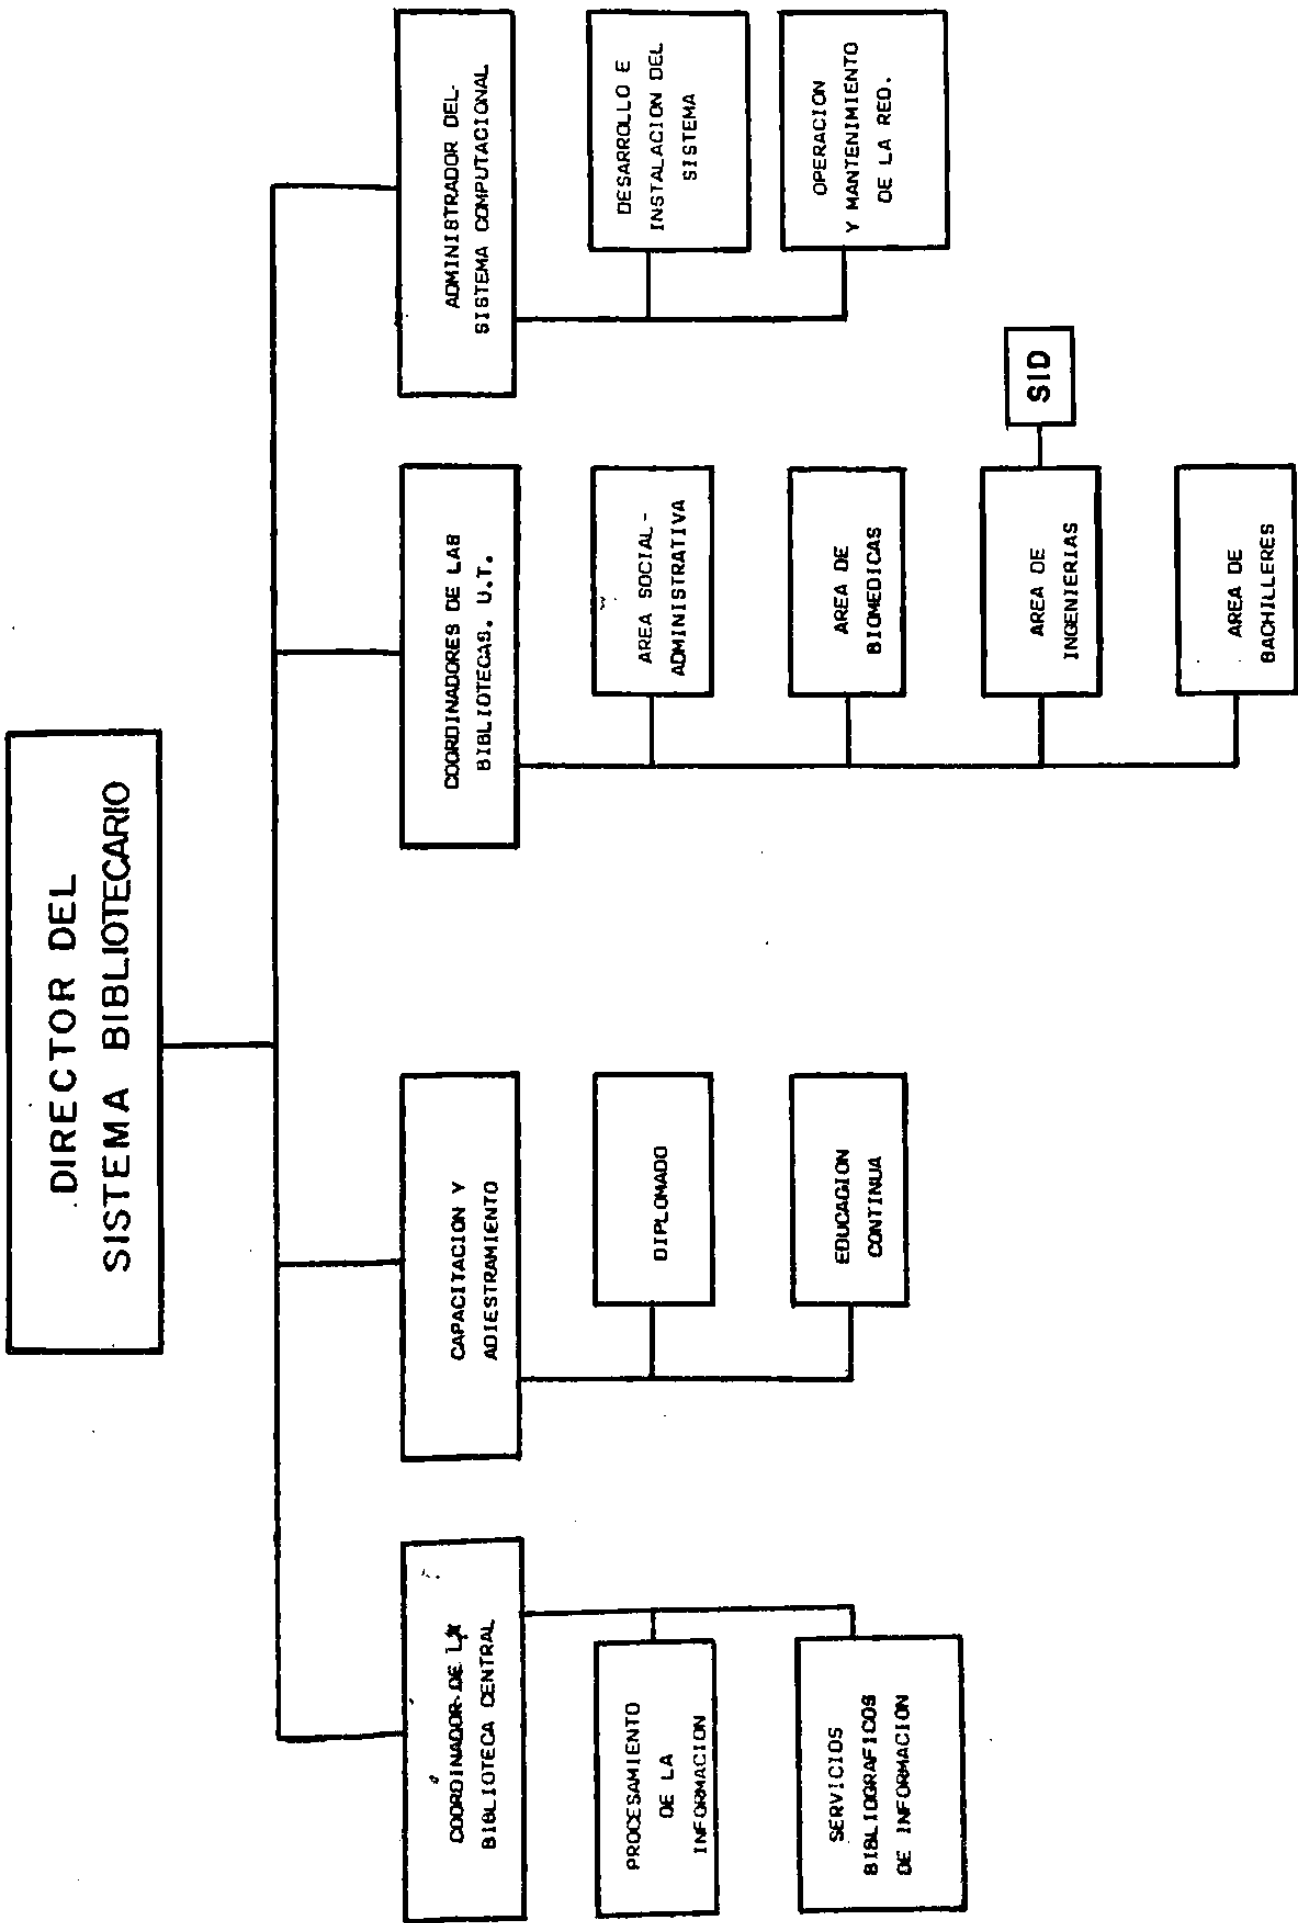 DIRECTOR DEL
SISTEMA BIBLIOTECARIO
COORDINADOR DE LA
BIBLIOTECA CENTRAL
PROCESAMIENTO
DE LA
INFORMACION
SERVICIOS
BIBLIOGRAFICOS
DE INFORMACION
CAPACITACION Y
ADIESTRAMIENTO
DIPLOMADO
EDUCACION
CONTINUA
COORDINADORES DE LAS
BIBLIOTECAS. U.T.
AREA SOCIAL-
ADMINISTRATIVA
AREA DE
BIOMEDICAS
AREA DE
INGENIERIAS
SID
AREA DE
BACHILLERES
ADMINISTRADOR DEL-
SISTEMA COMPUTACIONAL
DESARROLLO E
INSTALACION DEL
SISTEMA
OPERACION
Y MANTENIMIENTO
DE LA RED.